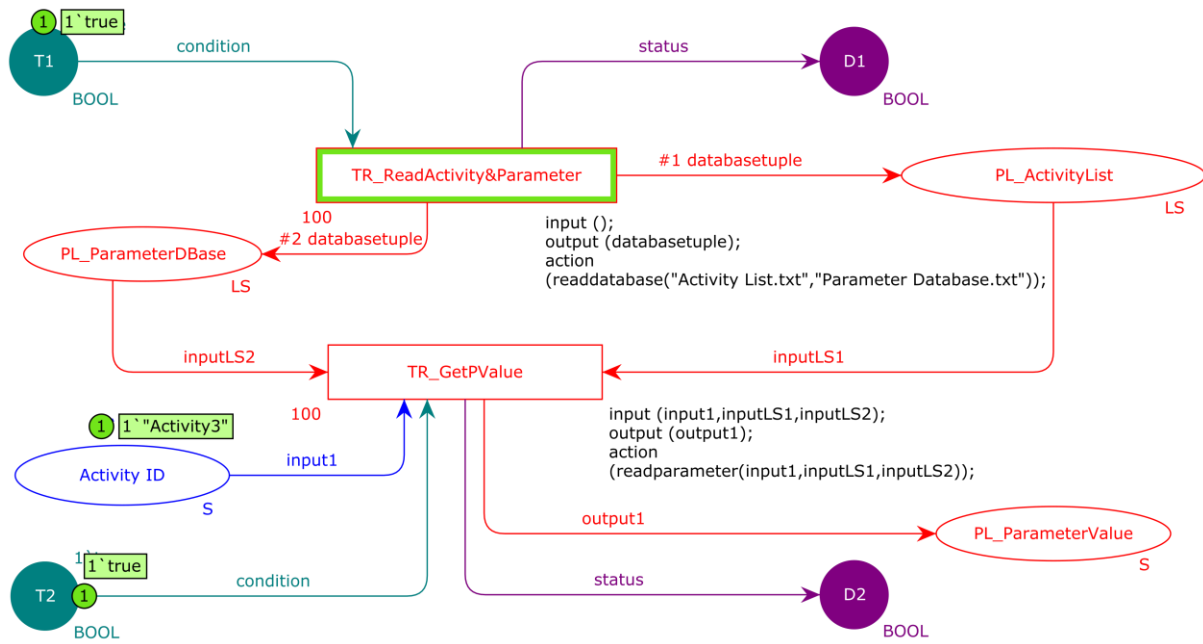 1 1`true
T1
condition
status
D1
BOOL
BOOL
TR_ReadActivity&Parameter
#1 databasetuple
PL_ActivityList
LS
100
#2 databasetuple
PL_ParameterDBase
LS
input ();
output (databasetuple);
action
(readdatabase("Activity List.txt","Parameter Database.txt"));
inputLS2
TR_GetPValue
inputLS1
100
1 1`"Activity3"
Activity ID
S
input1
input (input1,inputLS1,inputLS2);
output (output1);
action
(readparameter(input1,inputLS1,inputLS2));
output1
PL_ParameterValue
S
1`true
T2
1
condition
status
D2
BOOL
BOOL